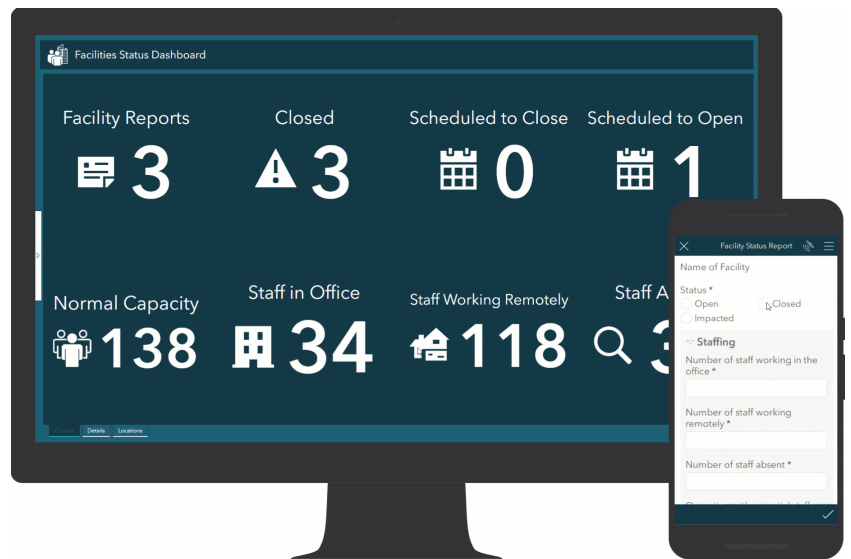 Facilities Status Dashboard
Facility Reports
3
Closed
3
Scheduled to Close
0
Scheduled to Open
1
Normal Capacity
138
Staff in Office
34
Staff Working Remotely
118
Staff A
Current
Details
Locations
Facility Status Report
Name of Facility
Status *
Open
Closed
Impacted
Staffing
Number of staff working in the
office *
Number of staff working
remotely *
Number of staff absent *